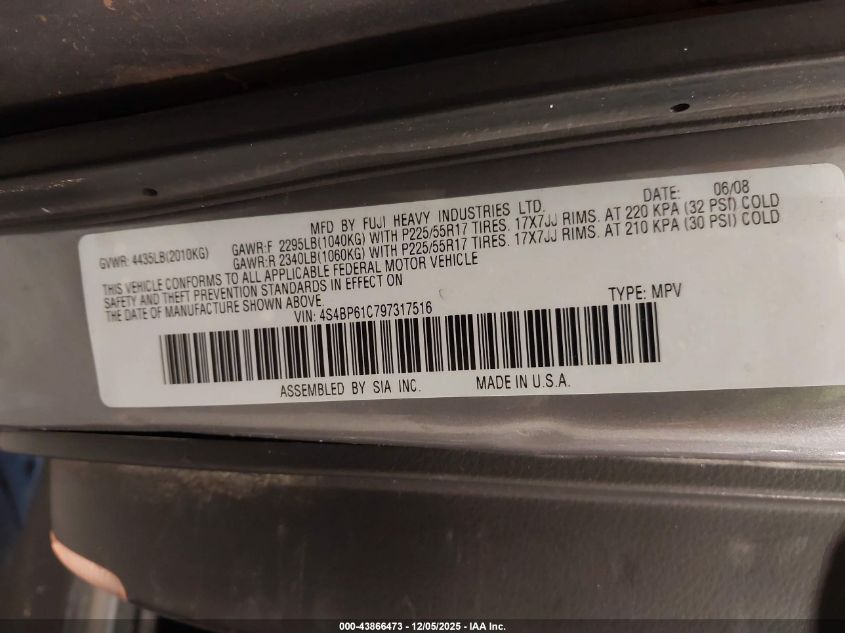 MFD BY FUJI HEAVY INDUSTRIES LTD. DATE: 06/08
GVWR: 4435LB(2010KG) GAWR:F 2295LB(1040KG) WITH P225/55R17 TIRES. 17X7JJ RIMS. AT 220 KPA (32 PSI) COLD
GAWR:R 2340LB(1060KG) WITH P225/55R17 TIRES. 17X7JJ RIMS. AT 210 KPA (30 PSI) COLD
THIS VEHICLE CONFORMS TO ALL APPLICABLE FEDERAL MOTOR VEHICLE
SAFETY AND THEFT PREVENTION STANDARDS IN EFFECT ON
THE DATE OF MANUFACTURE SHOWN ABOVE.
VIN: 4S4BP61C797317516 TYPE: MPV
ASSEMBLED BY SIA INC. MADE IN U.S.A.
000-43866473 - 12/05/2025 - IAA Inc.